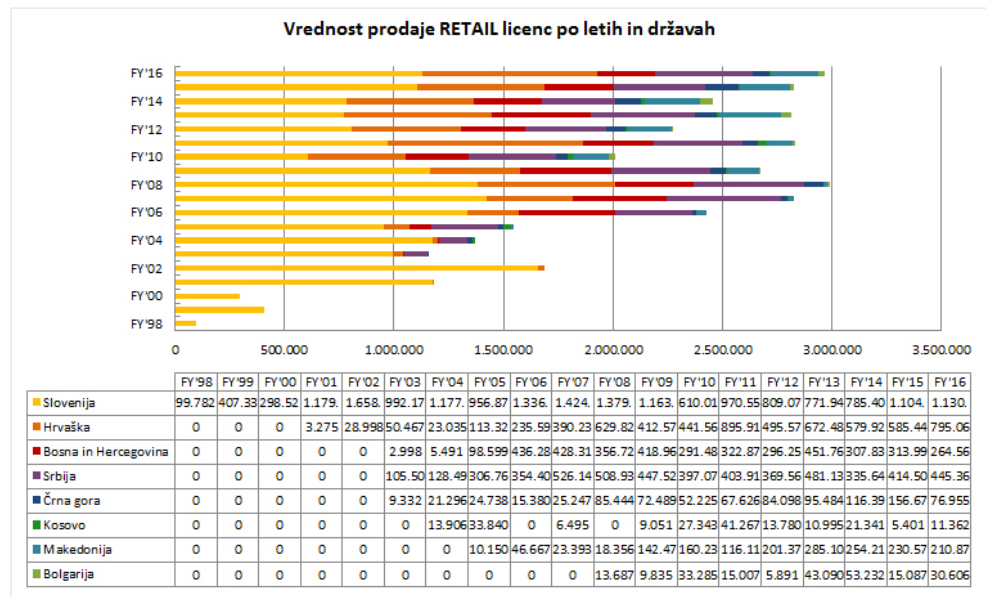 Vrednost prodaje RETAIL licenc po letih in državah
FY'16
FY'14
FY'12
FY'10
FY'08
FY'06
FY'04
FY'02
FY'00
FY'98
0 500.000 1.000.000 1.500.000 2.000.000 2.500.000 3.000.000 3.500.000
FY'98 FY'99 FY'00 FY'01 FY'02 FY'03 FY'04 FY'05 FY'06 FY'07 FY'08 FY'09 FY'10 FY'11 FY'12 FY'13 FY'14 FY'15 FY'16
Slovenija 99.782 407.33 298.52 1.179. 1.658. 992.17 1.177. 956.87 1.336. 1.424. 1.379. 1.163. 610.01 970.55 809.07 771.94 785.40 1.104. 1.130.
Hrvaška 0 0 0 3.275 28.998 50.467 23.035 113.32 235.59 390.23 629.82 412.57 441.56 895.91 495.57 672.48 579.92 585.44 795.06
Bosna in Hercegovina 0 0 0 0 0 2.998 5.491 98.599 436.28 428.31 356.72 418.96 291.48 322.87 296.25 451.76 307.83 313.99 264.56
Srbija 0 0 0 0 0 105.50 128.49 306.76 354.40 526.14 508.93 447.52 397.07 403.91 369.56 481.13 335.64 414.50 445.36
Črna gora 0 0 0 0 0 9.332 21.296 24.738 15.380 25.247 85.444 72.489 52.225 67.626 84.098 95.484 116.39 156.67 76.955
Kosovo 0 0 0 0 0 0 13.906 33.840 0 6.495 0 9.051 27.343 41.267 13.780 10.995 21.341 5.401 11.362
Makedonija 0 0 0 0 0 0 0 10.150 46.667 23.393 18.356 142.47 160.23 116.11 201.37 285.10 254.21 230.57 210.87
Bolgarija 0 0 0 0 0 0 0 0 0 0 13.687 9.835 33.285 15.007 5.891 43.090 53.232 15.087 30.606